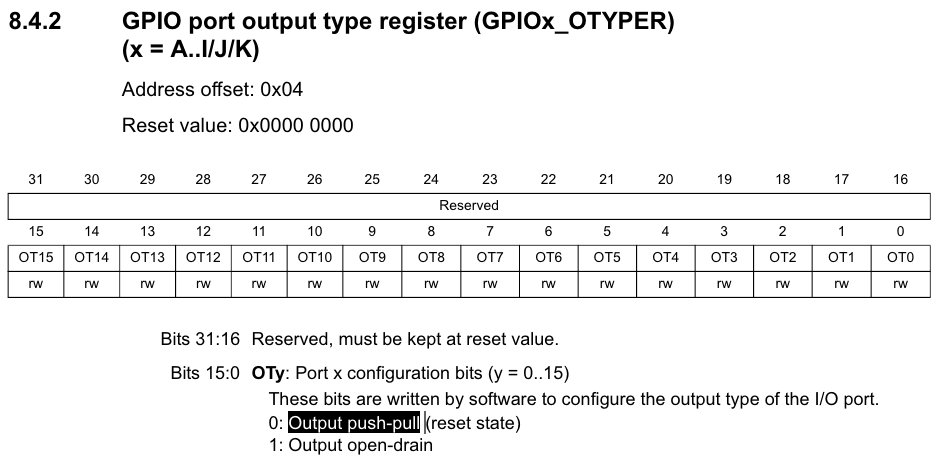 8.4.2 GPIO port output type register (GPIOx_OTYPER)
(x = A..I/J/K)
Address offset: 0x04
Reset value: 0x0000 0000
31 30 29 28 27 26 25 24 23 22 21 20 19 18 17 16
Reserved
15 14 13 12 11 10 9 8 7 6 5 4 3 2 1 0
OT15 OT14 OT13 OT12 OT11 OT10 OT9 OT8 OT7 OT6 OT5 OT4 OT3 OT2 OT1 OT0
rw rw rw rw rw rw rw rw rw rw rw rw rw rw rw rw
Bits 31:16 Reserved, must be kept at reset value.
Bits 15:0 OTy: Port x configuration bits (y = 0..15)
These bits are written by software to configure the output type of the I/O port.
0: Output push-pull (reset state)
1: Output open-drain